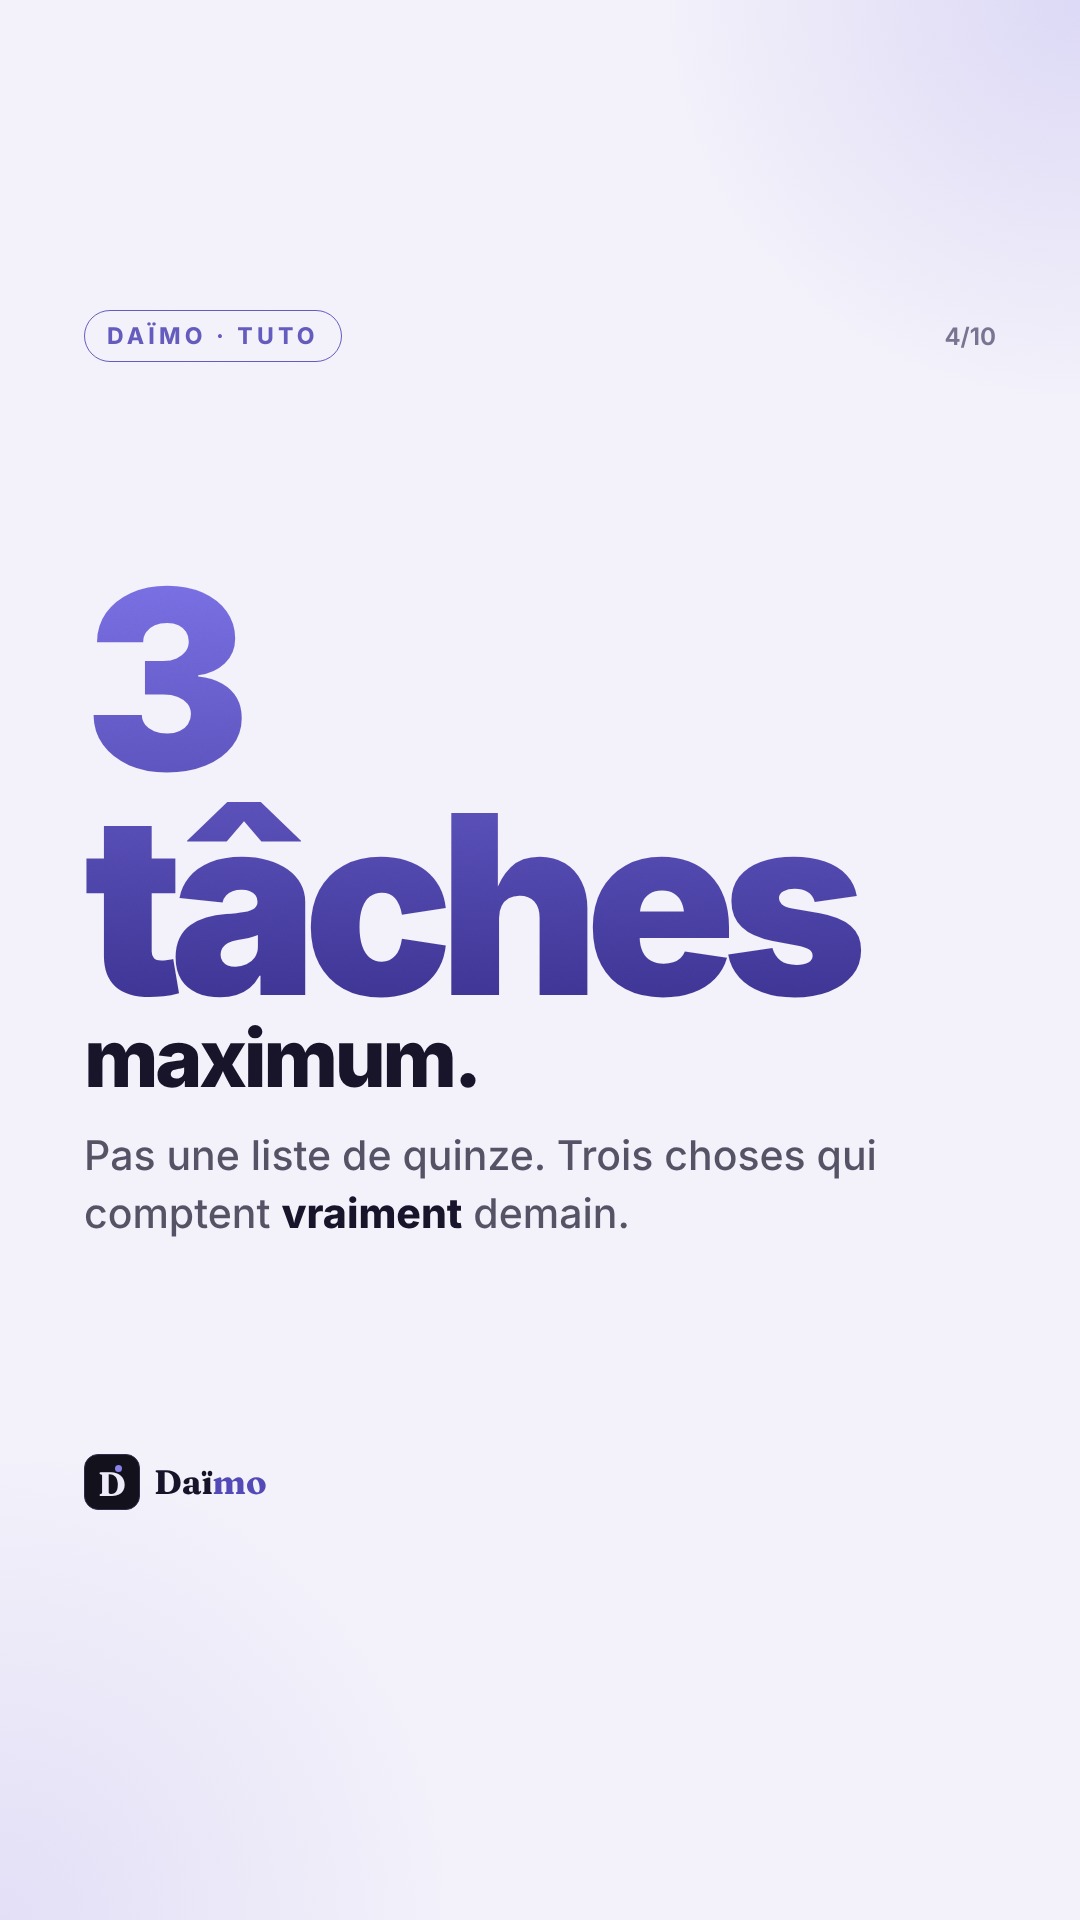 DAÏMO · TUTO
4/10
3
tâches
maximum.
Pas une liste de quinze. Trois choses qui
comptent vraiment demain.
D
Daïmo